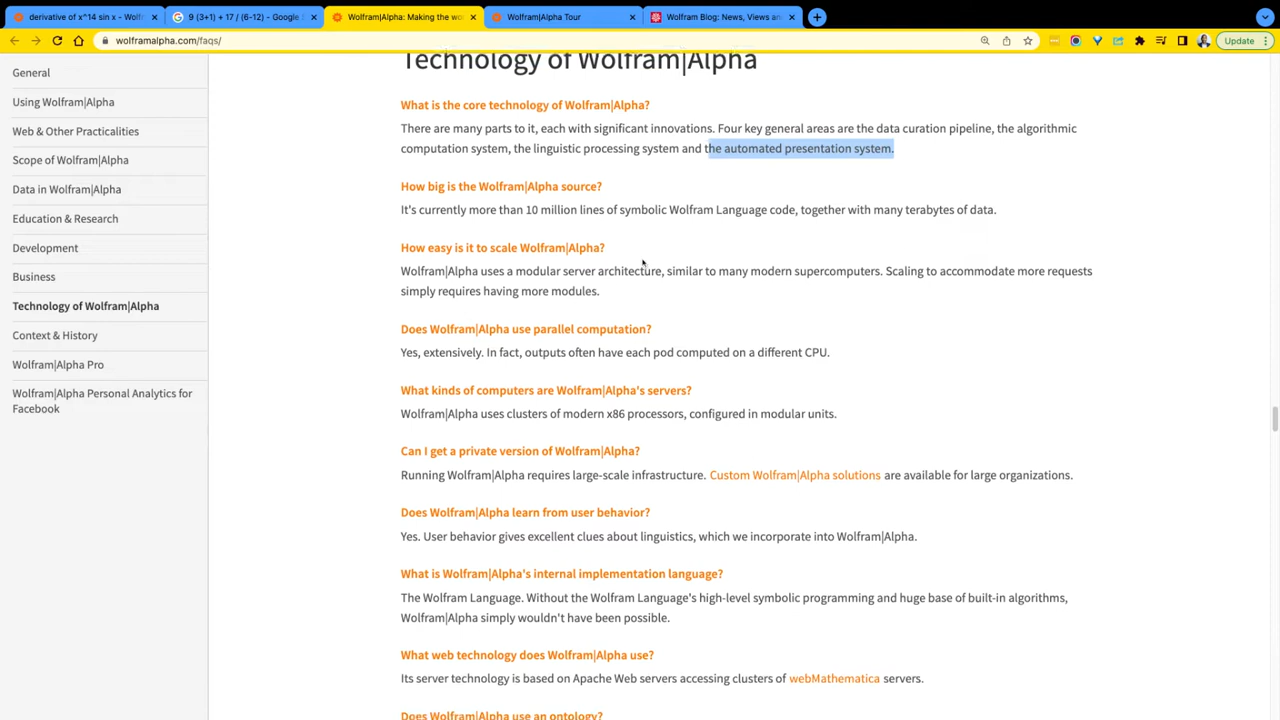 derivative of x^14 sin x - Wolfr
9 (3+1) + 17 / (6-12) - Google S
Wolfram|Alpha: Making the wo
Wolfram|Alpha Tour
Wolfram Blog: News, Views an
wolframalpha.com/faqs/
Update
General
Using Wolfram|Alpha
Web & Other Practicalities
Scope of Wolfram|Alpha
Data in Wolfram|Alpha
Education & Research
Development
Business
Technology of Wolfram|Alpha
Context & History
Wolfram|Alpha Pro
Wolfram|Alpha Personal Analytics for
Facebook
Technology of Wolfram|Alpha
What is the core technology of Wolfram|Alpha?
There are many parts to it, each with significant innovations. Four key general areas are the data curation pipeline, the algorithmic
computation system, the linguistic processing system and the automated presentation system.
How big is the Wolfram|Alpha source?
It's currently more than 10 million lines of symbolic Wolfram Language code, together with many terabytes of data.
How easy is it to scale Wolfram|Alpha?
Wolfram|Alpha uses a modular server architecture, similar to many modern supercomputers. Scaling to accommodate more requests
simply requires having more modules.
Does Wolfram|Alpha use parallel computation?
Yes, extensively. In fact, outputs often have each pod computed on a different CPU.
What kinds of computers are Wolfram|Alpha's servers?
Wolfram|Alpha uses clusters of modern x86 processors, configured in modular units.
Can I get a private version of Wolfram|Alpha?
Running Wolfram|Alpha requires large-scale infrastructure. Custom Wolfram|Alpha solutions are available for large organizations.
Does Wolfram|Alpha learn from user behavior?
Yes. User behavior gives excellent clues about linguistics, which we incorporate into Wolfram|Alpha.
What is Wolfram|Alpha's internal implementation language?
The Wolfram Language. Without the Wolfram Language's high-level symbolic programming and huge base of built-in algorithms,
Wolfram|Alpha simply wouldn't have been possible.
What web technology does Wolfram|Alpha use?
Its server technology is based on Apache Web servers accessing clusters of webMathematica servers.
Does Wolfram|Alpha use an ontology?